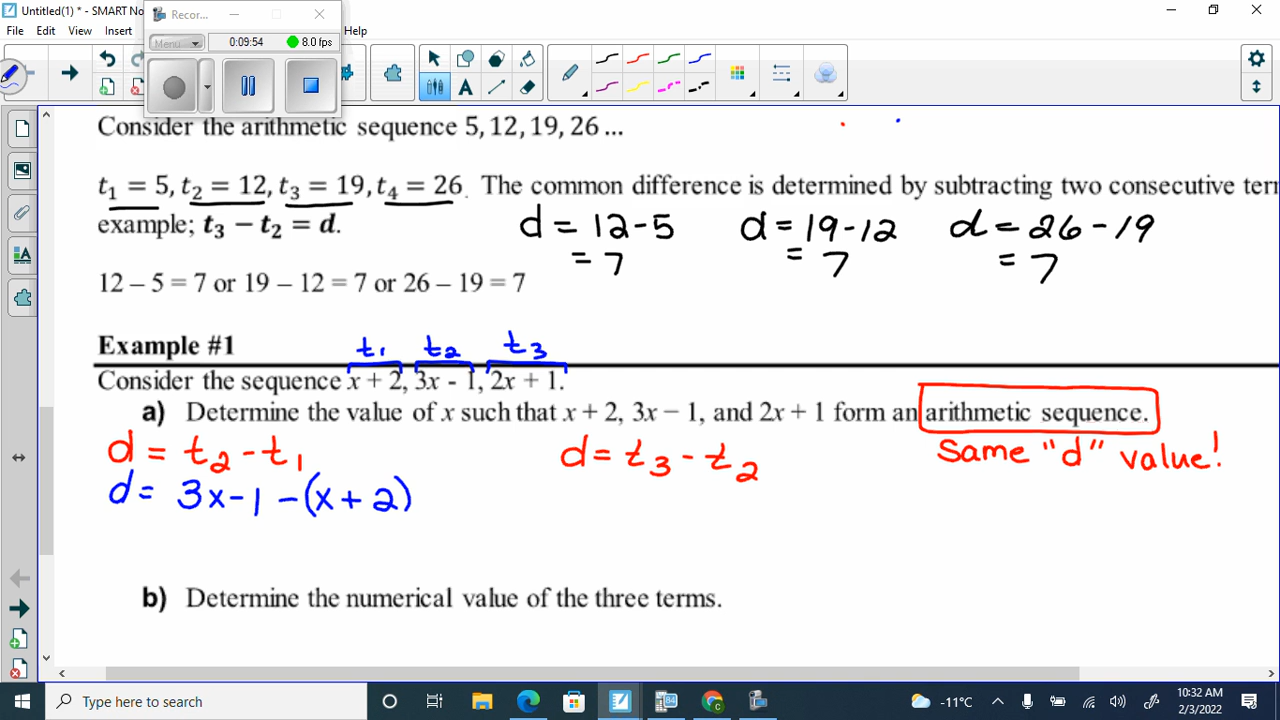 Untitled(1) * - SMART No
Recor...
File Edit View Insert
Help
Menu
0:09:54
8.0 fps
Consider the arithmetic sequence 5, 12, 19, 26 ...
t₁ = 5, t₂ = 12, t₃ = 19, t₄ = 26. The common difference is determined by subtracting two consecutive
example; t₃ − t₂ = d.
d = 12 - 5
= 7
d = 19 - 12
= 7
d = 26 - 19
= 7
12 – 5 = 7 or 19 – 12 = 7 or 26 – 19 = 7
Example #1
t₁ t₂ t₃
Consider the sequence x + 2, 3x - 1, 2x + 1.
a) Determine the value of x such that x + 2, 3x − 1, and 2x + 1 form an arithmetic sequence.
d = t₂ - t₁
d = t₃ - t₂
Same "d" value!
d = 3x - 1 - (x + 2)
b) Determine the numerical value of the three terms.
Type here to search
-11°C
10:32 AM
2/3/2022